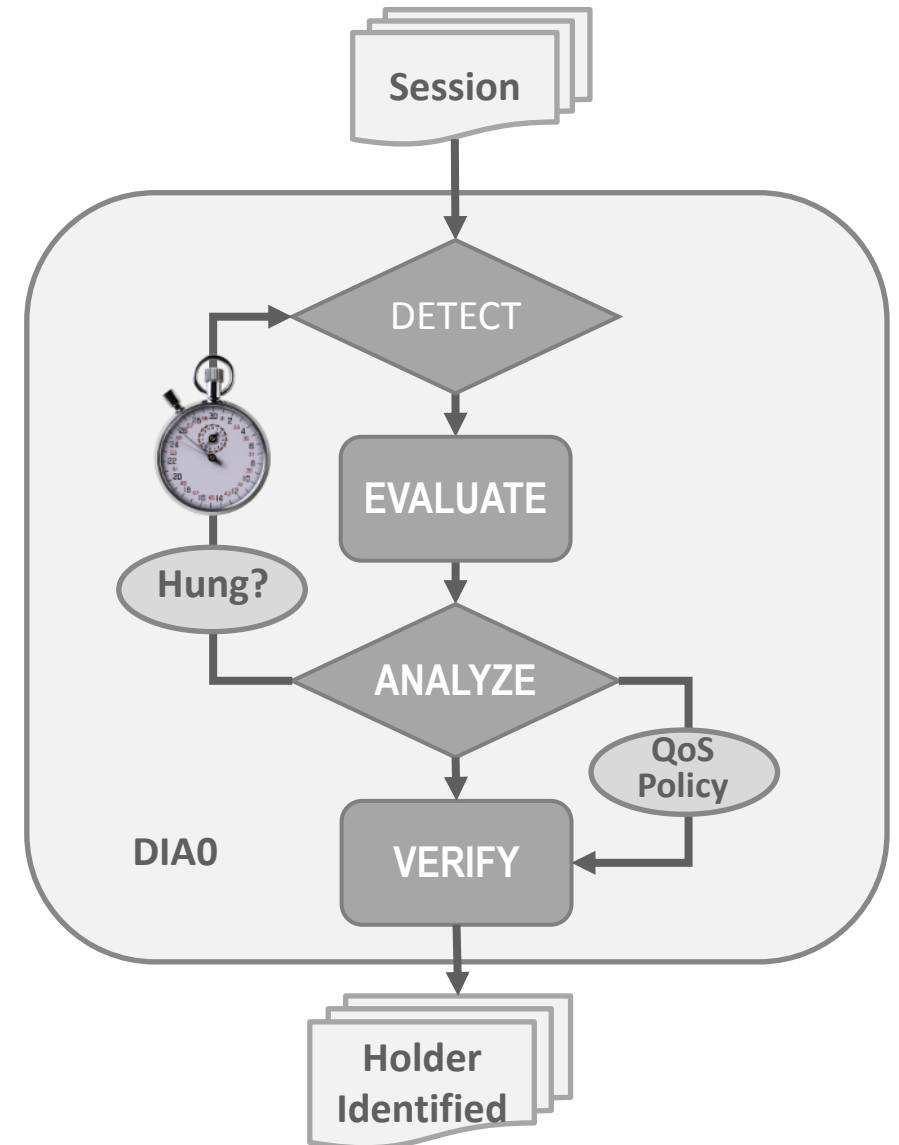 Session
DETECT
EVALUATE
Hung?
ANALYZE
QoS
Policy
DIA0
VERIFY
Holder
Identified